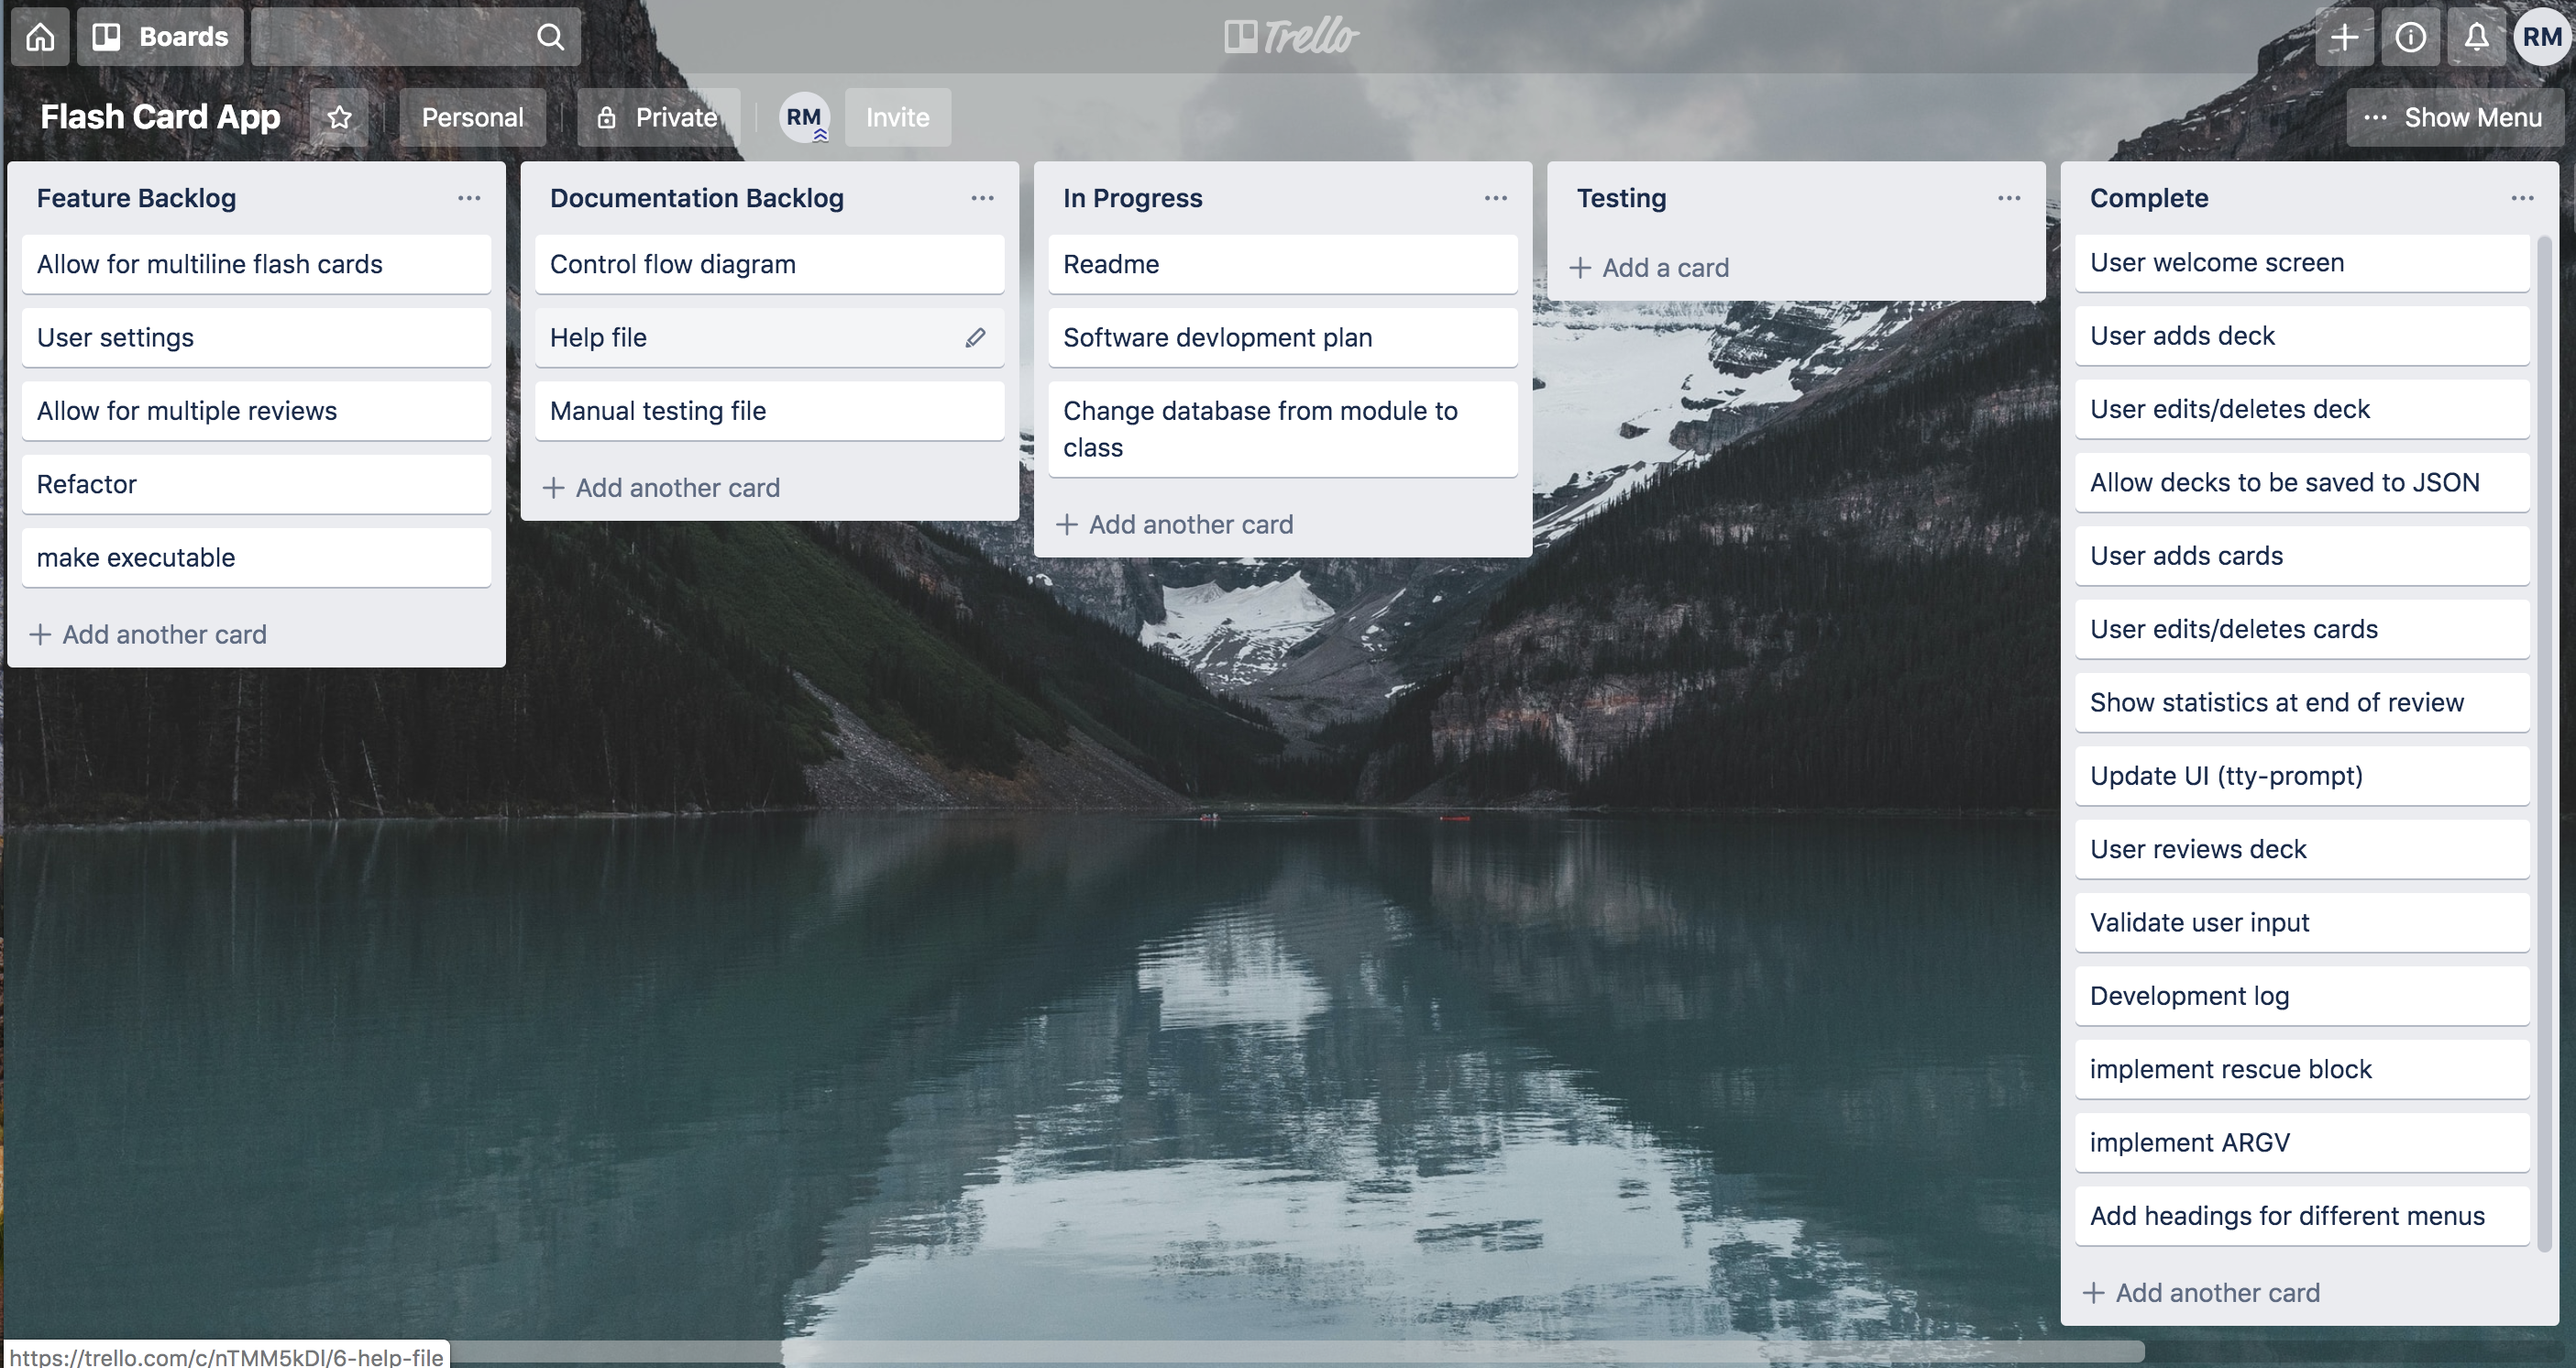 Boards
Trello
RM
Flash Card App
Personal
Private
RM
Invite
Show Menu
Feature Backlog
Allow for multiline flash cards
User settings
Allow for multiple reviews
Refactor
make executable
Add another card
Documentation Backlog
Control flow diagram
Help file
Manual testing file
Add another card
In Progress
Readme
Software devlopment plan
Change database from module to
class
Add another card
Testing
Add a card
Complete
User welcome screen
User adds deck
User edits/deletes deck
Allow decks to be saved to JSON
User adds cards
User edits/deletes cards
Show statistics at end of review
Update UI (tty-prompt)
User reviews deck
Validate user input
Development log
implement rescue block
implement ARGV
Add headings for different menus
Add another card
https://trello.com/c/nTMM5kDl/6-help-file